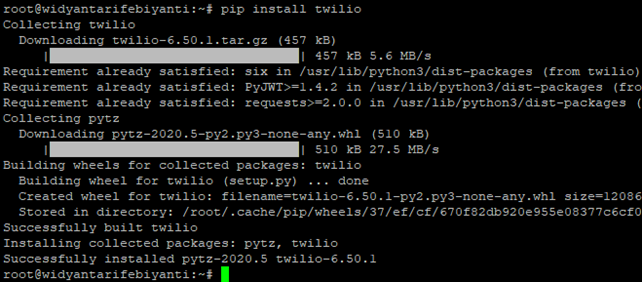 root@widyantarifebiyanti:~# pip install twilio
Collecting twilio
  Downloading twilio-6.50.1.tar.gz (457 kB)
     |████████████████████████████████| 457 kB 5.6 MB/s
Requirement already satisfied: six in /usr/lib/python3/dist-packages (from twilio)
Requirement already satisfied: PyJWT>=1.4.2 in /usr/lib/python3/dist-packages (fro
Requirement already satisfied: requests>=2.0.0 in /usr/lib/python3/dist-packages (
Collecting pytz
  Downloading pytz-2020.5-py2.py3-none-any.whl (510 kB)
     |████████████████████████████████| 510 kB 27.5 MB/s
Building wheels for collected packages: twilio
  Building wheel for twilio (setup.py) ... done
  Created wheel for twilio: filename=twilio-6.50.1-py2.py3-none-any.whl size=12086
  Stored in directory: /root/.cache/pip/wheels/37/ef/cf/670f82db920e955e08377c6cf0
Successfully built twilio
Installing collected packages: pytz, twilio
Successfully installed pytz-2020.5 twilio-6.50.1
root@widyantarifebiyanti:~#